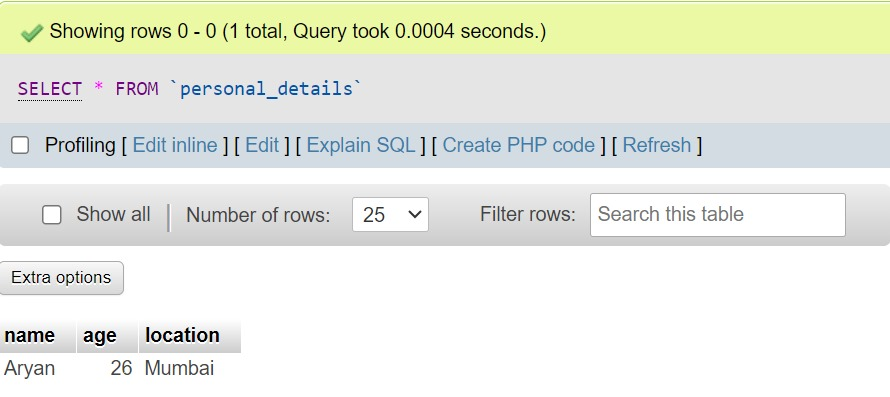 Showing rows 0 - 0 (1 total, Query took 0.0004 seconds.)
SELECT * FROM `personal_details`
Profiling [ Edit inline ] [ Edit ] [ Explain SQL ] [ Create PHP code ] [ Refresh ]
Show all | Number of rows: 25 Filter rows: Search this table
Extra options
name age location
Aryan 26 Mumbai